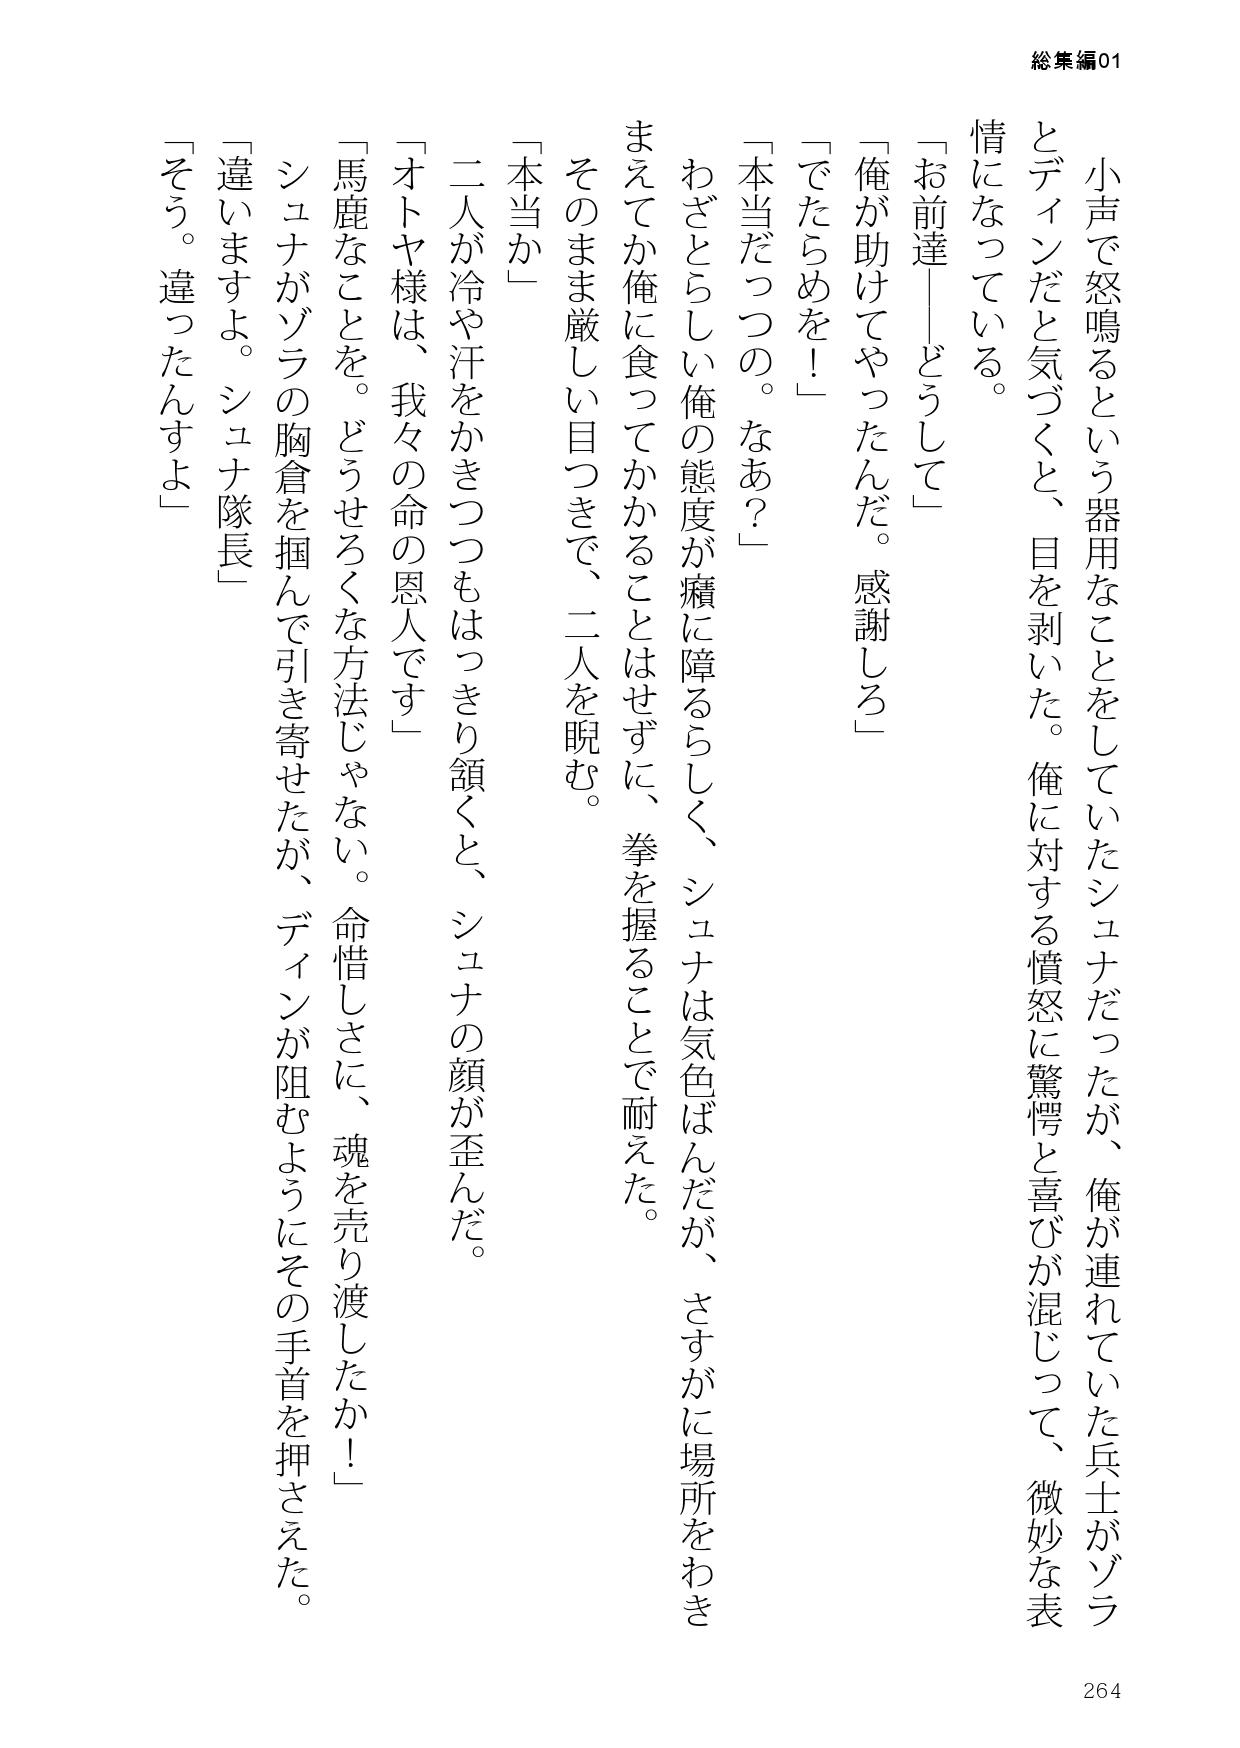 総集編01
　小声で怒鳴るという器用なことをしていたシュナだったが、俺が連れていた兵士がゾラ
とディンだと気づくと、目を剥いた。俺に対する憤怒に驚愕と喜びが混じって、微妙な表
情になっている。
「お前達――どうして」
「俺が助けてやったんだ。感謝しろ」
「でたらめを！」
「本当だっつの。なあ？」
　わざとらしい俺の態度が癪に障るらしく、シュナは気色ばんだが、さすがに場所をわき
まえてか俺に食ってかかることはせずに、拳を握ることで耐えた。
　そのまま厳しい目つきで、二人を睨む。
「本当か」
　二人が冷や汗をかきつつもはっきり頷くと、シュナの顔が歪んだ。
「オトヤ様は、我々の命の恩人です」
「馬鹿なことを。どうせろくな方法じゃない。命惜しさに、魂を売り渡したか！」
　シュナがゾラの胸倉を掴んで引き寄せたが、ディンが阻むようにその手首を押さえた。
「違いますよ。シュナ隊長」
「そう。違ったんすよ」
264